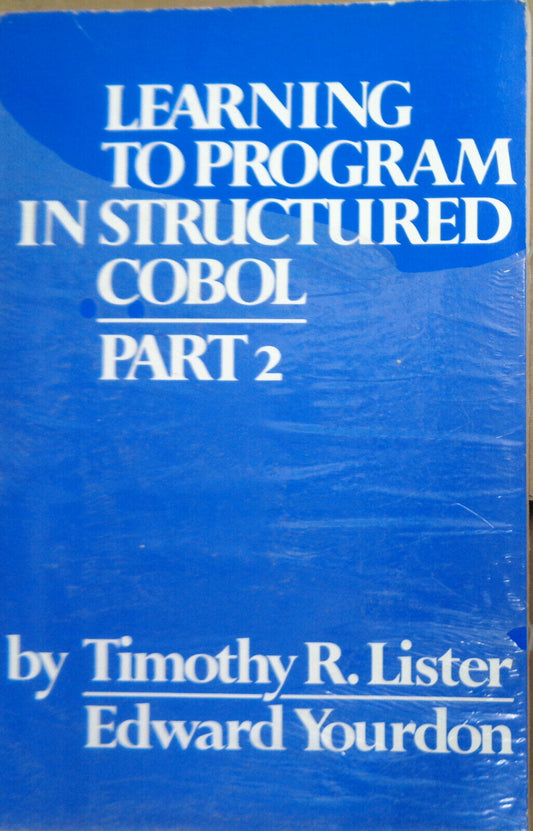 LEARNING
TO PROGRAM
IN STRUCTURED
COBOL
PART 2
by Timothy R. Lister
Edward Yourdon